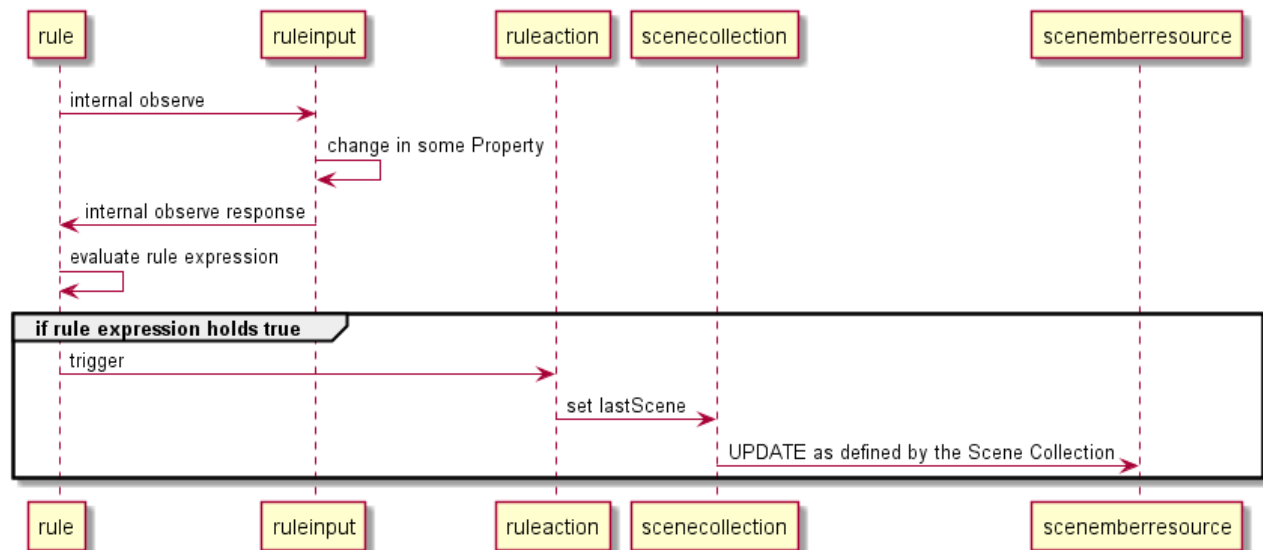 rule ruleinput ruleaction scenecollection scenemberresource
internal observe
change in some Property
internal observe response
evaluate rule expression
if rule expression holds true
trigger
set lastScene
UPDATE as defined by the Scene Collection
rule ruleinput ruleaction scenecollection scenemberresource